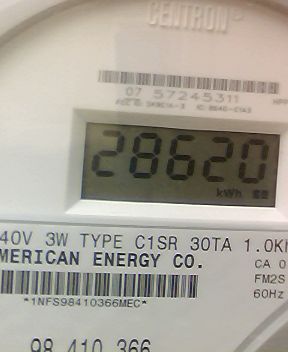 CENTRON
07 57245311
28620
kWh
40V 3W TYPE C1SR 30TA 1.0Kh
MERICAN ENERGY CO.
CA 0
FM2S
60Hz
*1NFS98410366MEC*
98 410 366